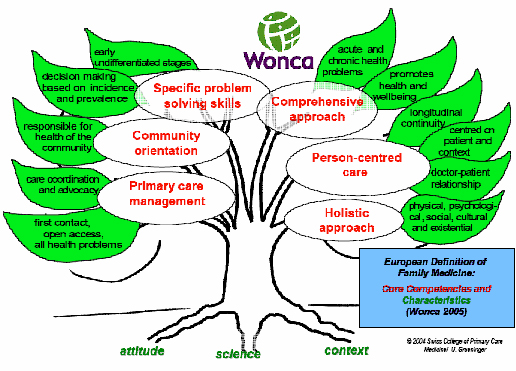 Wonca
early
undifferentiated stages
decision making
based on incidence
and prevalence
responsible for
health of the
community
care coordination
and advocacy
first contact,
open access,
all health problems
Specific problem
solving skills
Community
orientation
Primary care
management
Comprehensive
approach
Person-centred
care
Holistic
approach
acute and
chronic health
problems
promotes
health and
wellbeing
longitudinal
continuity
centred on
patient and
context
doctor-patient
relationship
physical, psychologi-
cal, social, cultural
and existential
European Definition of
Family Medicine:
Core Competencies and
Characteristics
(Wonca 2005)
© 2004 Swiss College of Primary Care
Medicine/ U. Grueninger
attitude
science
context